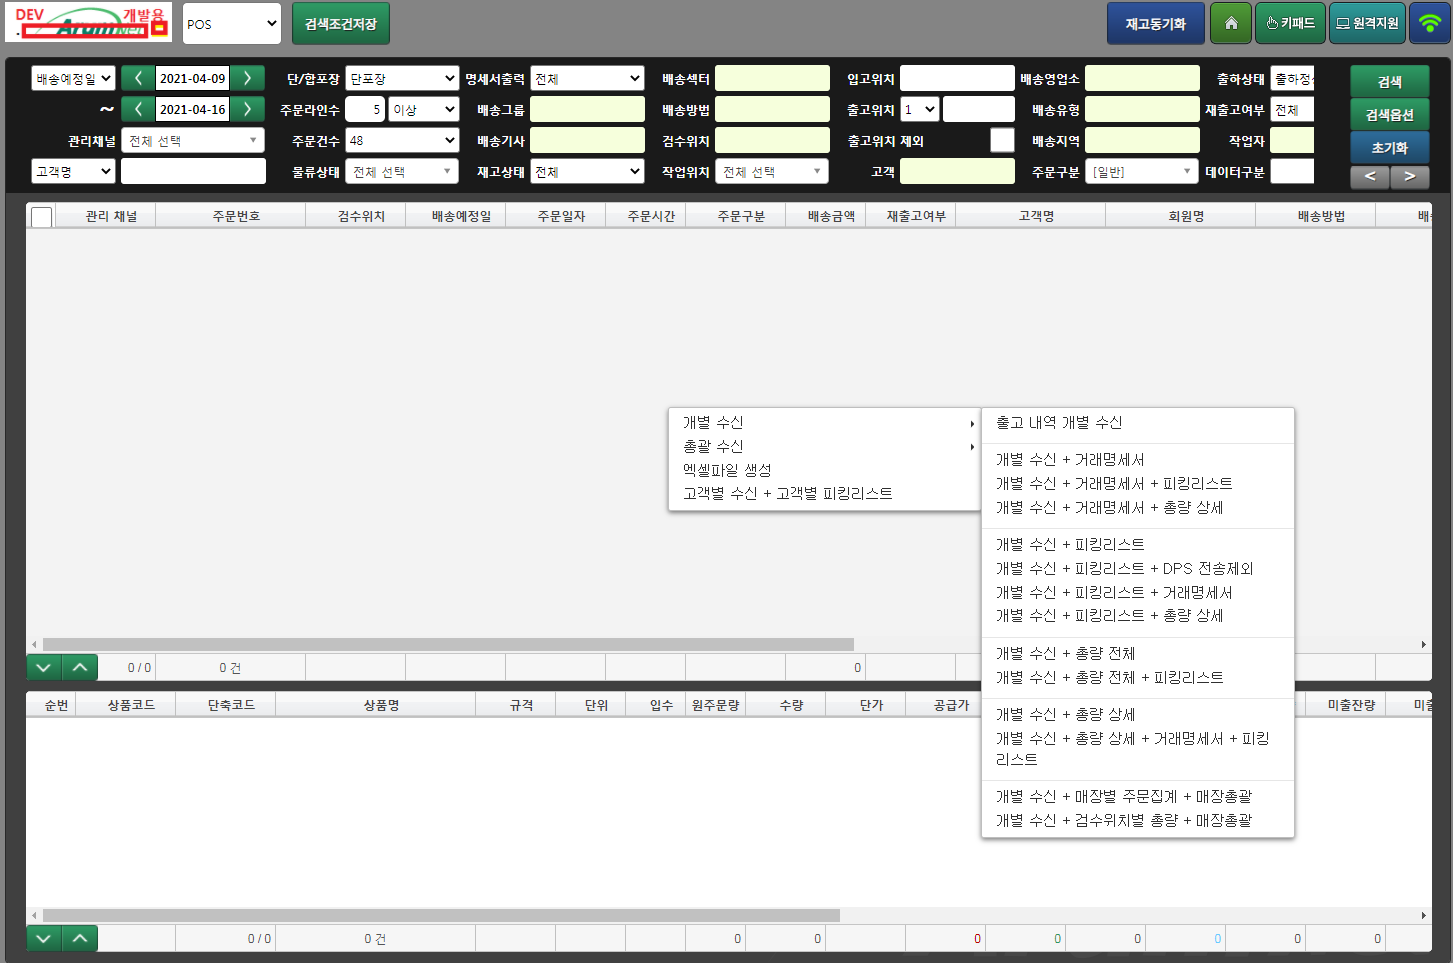 DEV 개발용
AramNet
POS 검색조건저장 재고동기화 키패드 원격지원
배송예정일 2021-04-09 단/합포장 단포장 명세서출력 전체 배송섹터 입고위치 배송영업소 출하상태 출하정 검색
~ 2021-04-16 주문라인수 5 이상 배송그룹 배송방법 출고위치 1 배송유형 재출고여부 전체 검색옵션
관리채널 전체 선택 주문건수 48 배송기사 검수위치 출고위치 제외 배송지역 작업자 초기화
고객명 물류상태 전체 선택 재고상태 전체 작업위치 전체 선택 고객 주문구분 [일반] 데이터구분 < >
관리 채널 주문번호 검수위치 배송예정일 주문일자 주문시간 주문구분 배송금액 재출고여부 고객명 회원명 배송방법 배
개별 수신
총괄 수신
엑셀파일 생성
고객별 수신 + 고객별 피킹리스트
출고 내역 개별 수신
개별 수신 + 거래명세서
개별 수신 + 거래명세서 + 피킹리스트
개별 수신 + 거래명세서 + 총량 상세
개별 수신 + 피킹리스트
개별 수신 + 피킹리스트 + DPS 전송제외
개별 수신 + 피킹리스트 + 거래명세서
개별 수신 + 피킹리스트 + 총량 상세
개별 수신 + 총량 전체
개별 수신 + 총량 전체 + 피킹리스트
개별 수신 + 총량 상세
개별 수신 + 총량 상세 + 거래명세서 + 피킹
리스트
개별 수신 + 매장별 주문집계 + 매장총괄
개별 수신 + 검수위치별 총량 + 매장총괄
0 / 0 0 건 0
순번 상품코드 단축코드 상품명 규격 단위 입수 원주문량 수량 단가 공급가 미출잔량 미출
0 / 0 0 건 0 0 0 0 0 0 0 0